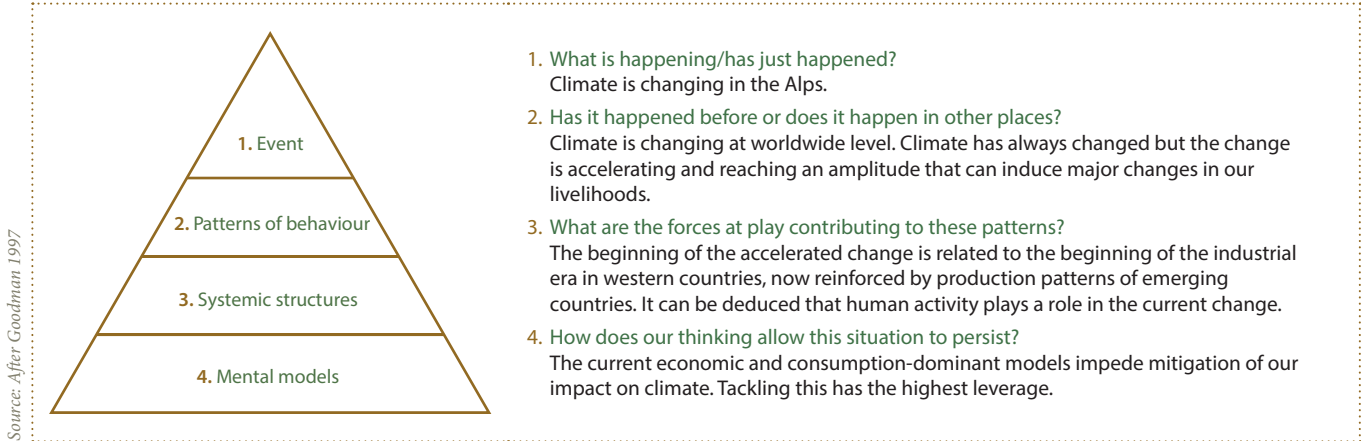 1. Event
2. Patterns of behaviour
3. Systemic structures
4. Mental models
1. What is happening/has just happened?
Climate is changing in the Alps.
2. Has it happened before or does it happen in other places?
Climate is changing at worldwide level. Climate has always changed but the change
is accelerating and reaching an amplitude that can induce major changes in our
livelihoods.
3. What are the forces at play contributing to these patterns?
The beginning of the accelerated change is related to the beginning of the industrial
era in western countries, now reinforced by production patterns of emerging
countries. It can be deduced that human activity plays a role in the current change.
4. How does our thinking allow this situation to persist?
The current economic and consumption-dominant models impede mitigation of our
impact on climate. Tackling this has the highest leverage.
Source: After Goodman 1997